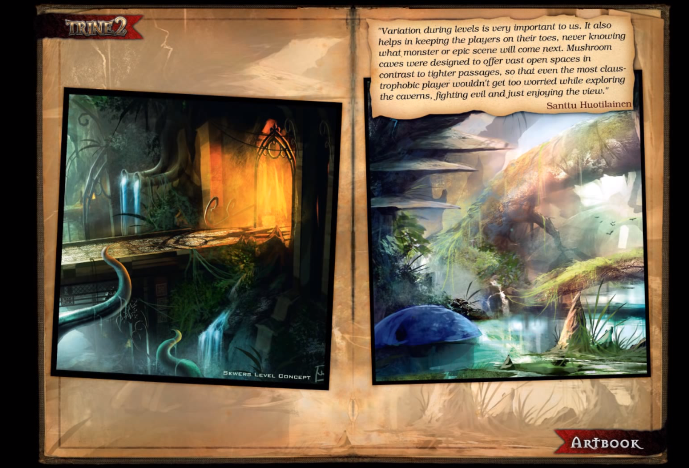 TRINE 2
"Variation during levels is very important to us. It also
helps in keeping the players on their toes, never knowing
what monster or epic scene will come next. Mushroom
caves were designed to offer vast open spaces in
contrast to tighter passages, so that even the most claus-
trophobic player wouldn't get too worried while exploring
the caverns, fighting evil and just enjoying the view."
Santtu Huotilainen
Sewers Level Concept
Artbook